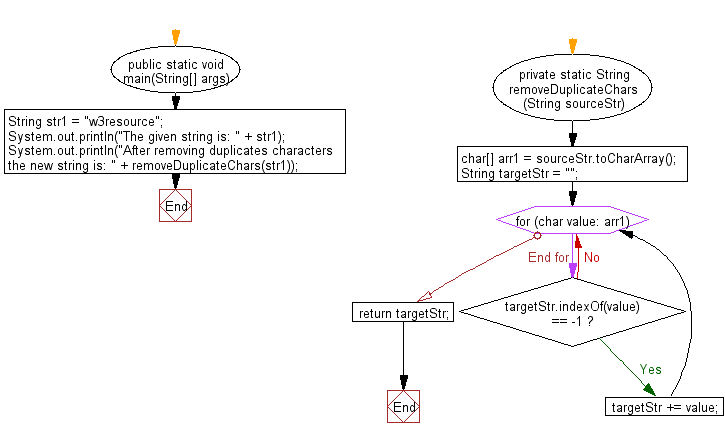 public static void
main(String[] args)
String str1 = "w3resource";
System.out.println("The given string is: " + str1);
System.out.println("After removing duplicates characters
the new string is: " + removeDuplicateChars(str1));
End
private static String
removeDuplicateChars
(String sourceStr)
char[] arr1 = sourceStr.toCharArray();
String targetStr = "";
for (char value: arr1)
End for
No
targetStr.indexOf(value)
== -1 ?
return targetStr;
Yes
targetStr += value;
End